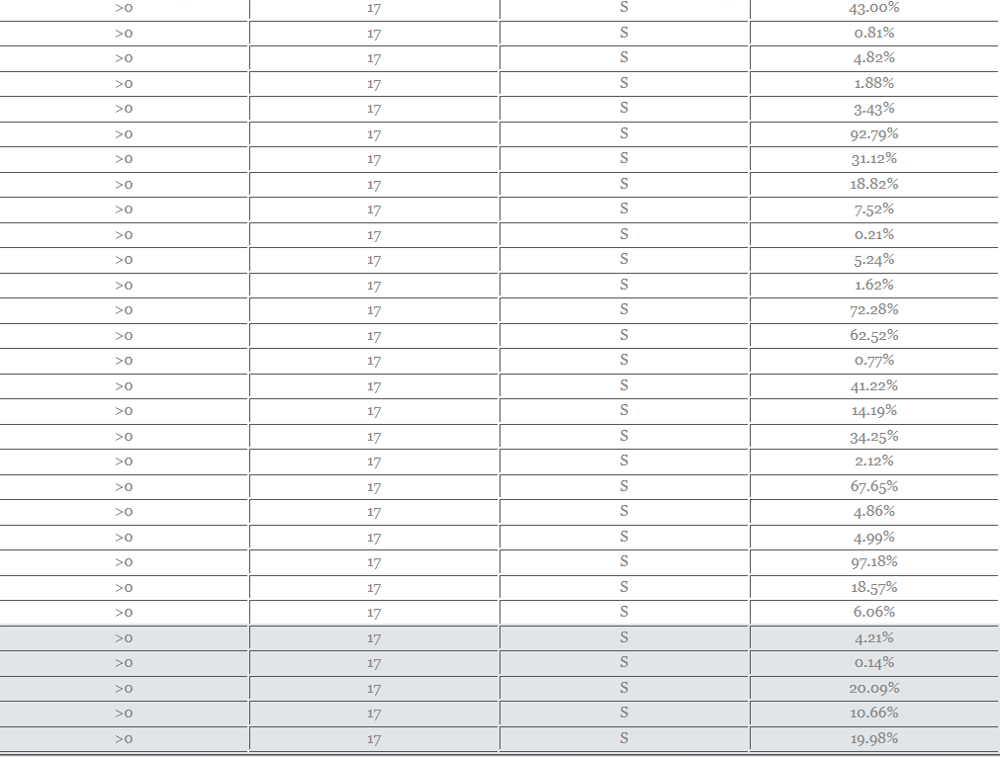 >0 17 S 43.00%
>0 17 S 0.81%
>0 17 S 4.82%
>0 17 S 1.88%
>0 17 S 3.43%
>0 17 S 92.79%
>0 17 S 31.12%
>0 17 S 18.82%
>0 17 S 7.52%
>0 17 S 0.21%
>0 17 S 5.24%
>0 17 S 1.62%
>0 17 S 72.28%
>0 17 S 62.52%
>0 17 S 0.77%
>0 17 S 41.22%
>0 17 S 14.19%
>0 17 S 34.25%
>0 17 S 2.12%
>0 17 S 67.65%
>0 17 S 4.86%
>0 17 S 4.99%
>0 17 S 97.18%
>0 17 S 18.57%
>0 17 S 6.06%
>0 17 S 4.21%
>0 17 S 0.14%
>0 17 S 20.09%
>0 17 S 10.66%
>0 17 S 19.98%